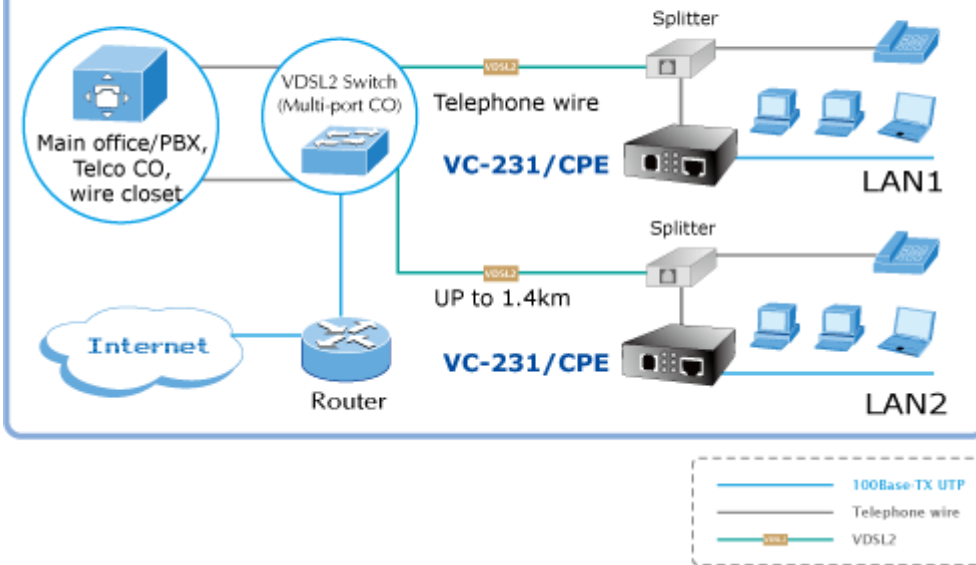 Splitter
VDSL2 Switch
(Multi-port CO)
VDSL2
Telephone wire
Main office/PBX,
Telco CO,
wire closet
VC-231/CPE
LAN1
Splitter
VDSL2
UP to 1.4km
Internet
VC-231/CPE
Router
LAN2
100Base-TX UTP
Telephone wire
VDSL2
VDSL2